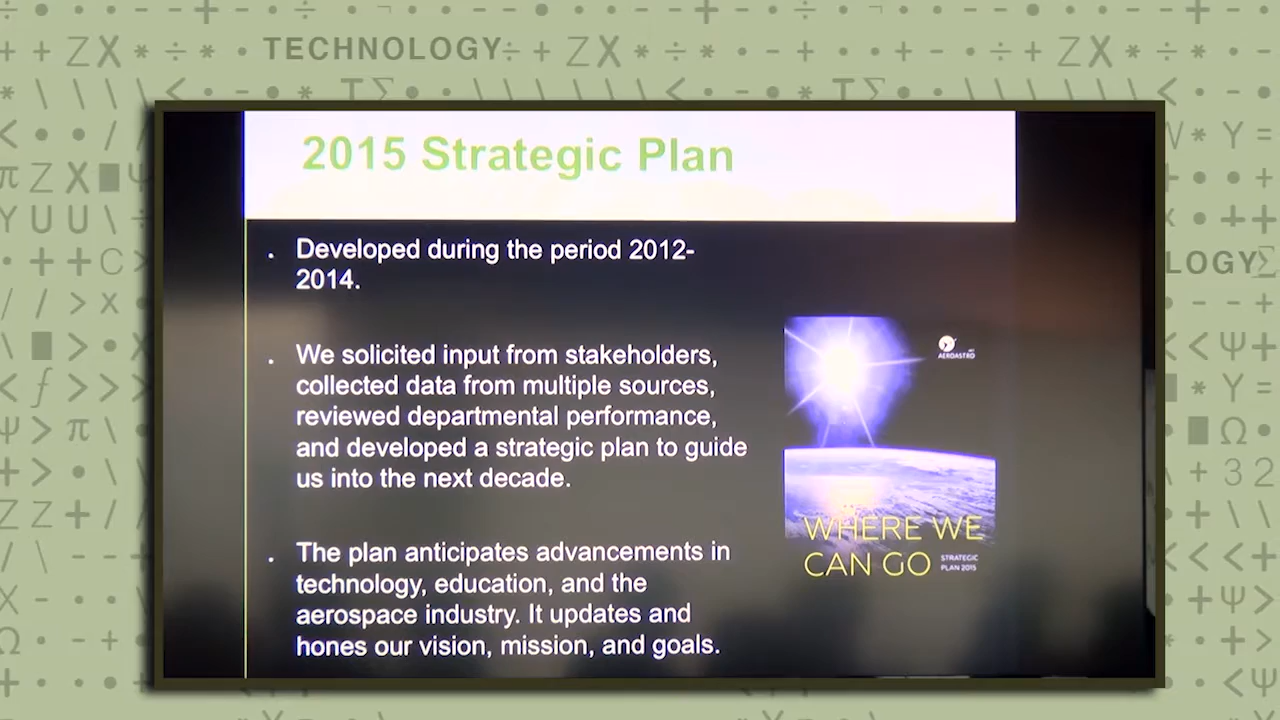 TECHNOLOGY
LOGY
2015 Strategic Plan
. Developed during the period 2012-
2014.
. We solicited input from stakeholders,
collected data from multiple sources,
reviewed departmental performance,
and developed a strategic plan to guide
us into the next decade.
. The plan anticipates advancements in
technology, education, and the
aerospace industry. It updates and
hones our vision, mission, and goals.
AEROASTRO
WHERE WE
CAN GO
STRATEGIC
PLAN 2015